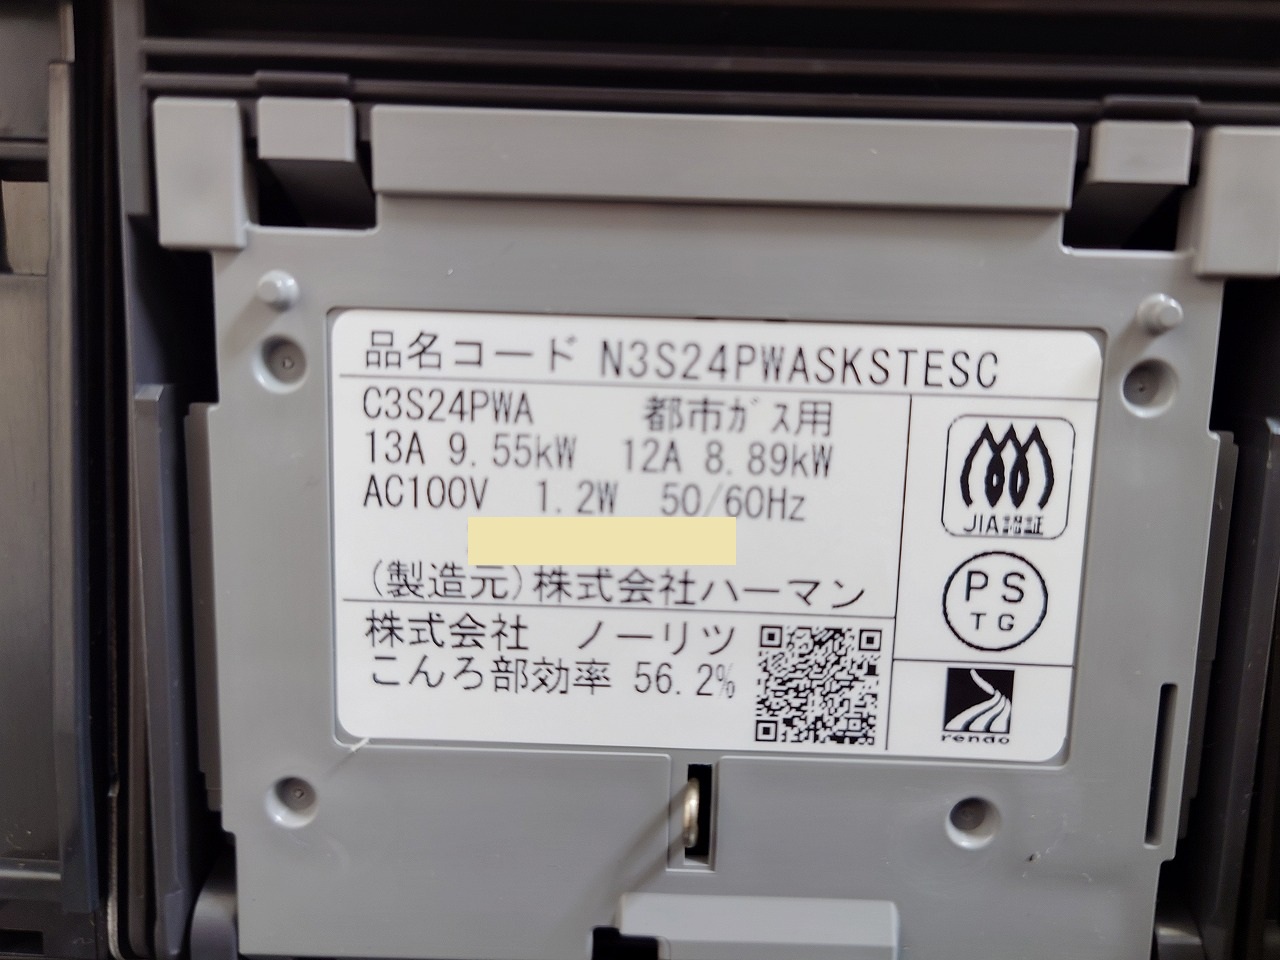 品名コード N3S24PWASKSTESC
C3S24PWA 都市ｶﾞｽ用
13A 9.55kW 12A 8.89kW
AC100V 1.2W 50/60Hz
(製造元)株式会社ハーマン
株式会社 ノーリツ
こんろ部効率 56.2%
JIA認証
PS
TG
rendo